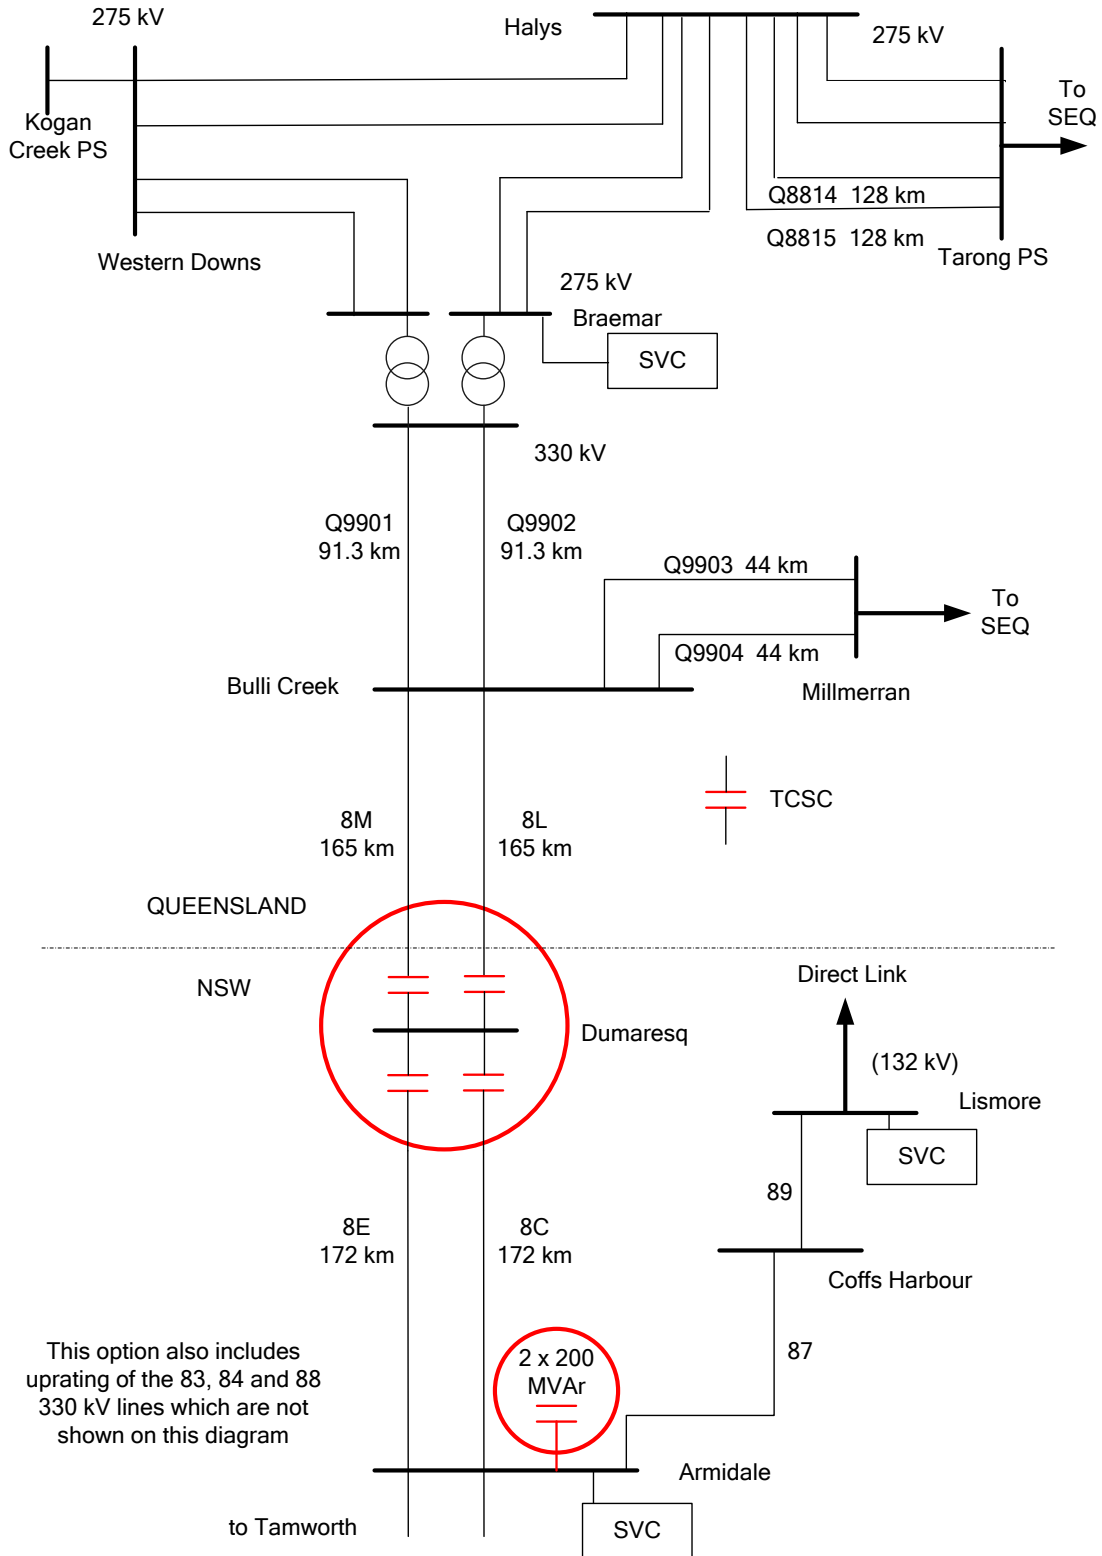 275 kV
Halys
275 kV
Kogan
Creek PS
To
SEQ
Q8814  128 km
Q8815  128 km
Western Downs
Tarong PS
275 kV
Braemar
SVC
330 kV
Q9901
91.3 km
Q9902
91.3 km
Q9903  44 km
To
SEQ
Q9904  44 km
Bulli Creek
Millmerran
TCSC
8M
165 km
8L
165 km
QUEENSLAND
NSW
Direct Link
Dumaresq
(132 kV)
Lismore
SVC
89
8E
172 km
8C
172 km
Coffs Harbour
87
This option also includes
uprating of the 83, 84 and 88
330 kV lines which are not
shown on this diagram
2 x 200
MVAr
Armidale
to Tamworth
SVC